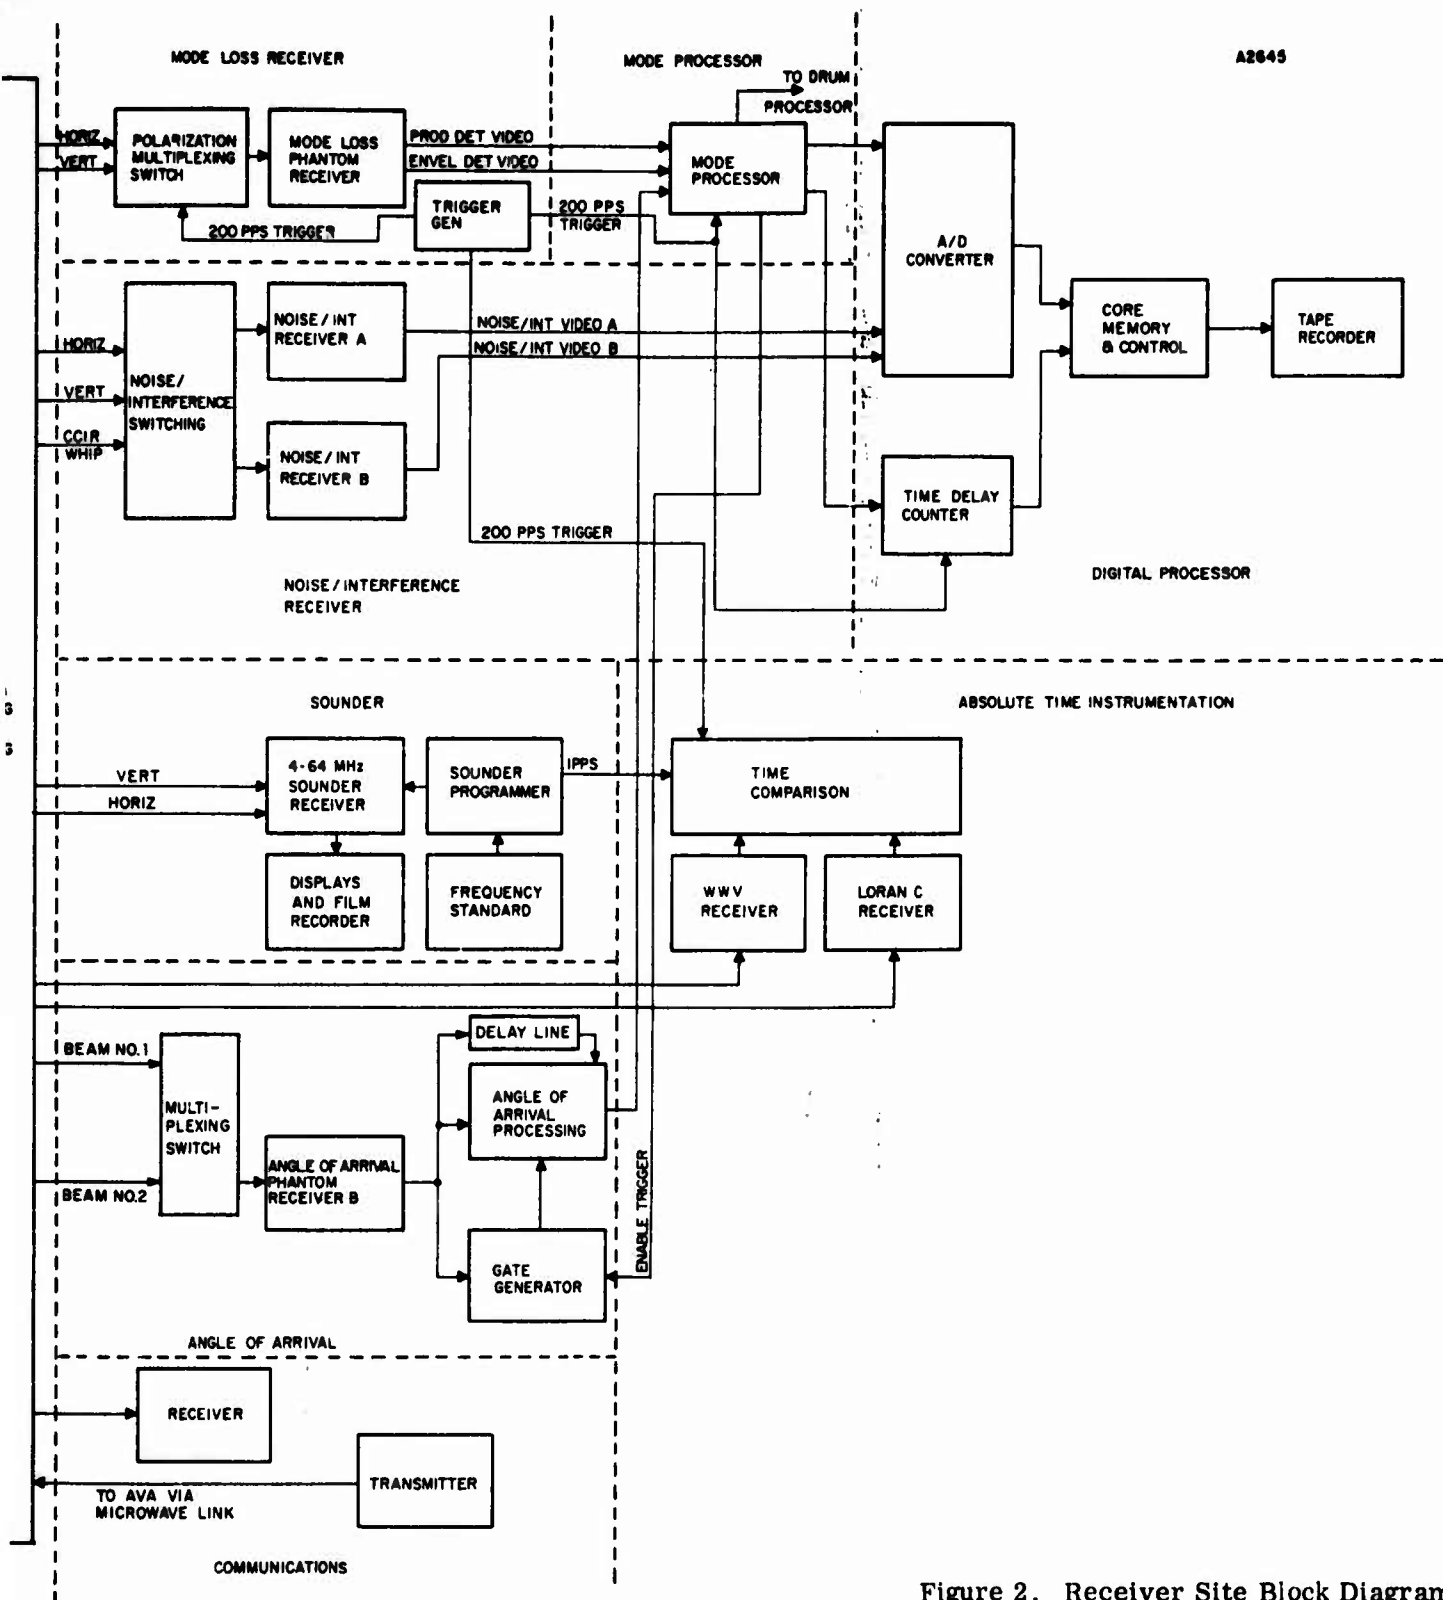 MODE LOSS RECEIVER
MODE PROCESSOR
A2645
TO DRUM
PROCESSOR
HORIZ
VERT
POLARIZATION
MULTIPLEXING
SWITCH
MODE LOSS
PHANTOM
RECEIVER
PROD DET VIDEO
ENVEL DET VIDEO
MODE
PROCESSOR
TRIGGER
GEN
200 PPS
TRIGGER
200 PPS TRIGGER
A/D
CONVERTER
CORE
MEMORY
& CONTROL
TAPE
RECORDER
HORIZ
VERT
CCIR
WHIP
NOISE/
INTERFERENCE
SWITCHING
NOISE/INT
RECEIVER A
NOISE/INT VIDEO A
NOISE/INT VIDEO B
NOISE/INT
RECEIVER B
TIME DELAY
COUNTER
200 PPS TRIGGER
NOISE/INTERFERENCE
RECEIVER
DIGITAL PROCESSOR
SOUNDER
ABSOLUTE TIME INSTRUMENTATION
VERT
HORIZ
4-64 MHz
SOUNDER
RECEIVER
SOUNDER
PROGRAMMER
1PPS
TIME
COMPARISON
DISPLAYS
AND FILM
RECORDER
FREQUENCY
STANDARD
WWV
RECEIVER
LORAN C
RECEIVER
BEAM NO.1
BEAM NO.2
MULTI-
PLEXING
SWITCH
ANGLE OF ARRIVAL
PHANTOM
RECEIVER B
DELAY LINE
ANGLE OF
ARRIVAL
PROCESSING
GATE
GENERATOR
ENABLE TRIGGER
ANGLE OF ARRIVAL
RECEIVER
TRANSMITTER
TO AVA VIA
MICROWAVE LINK
COMMUNICATIONS
Figure 2. Receiver Site Block Diagram